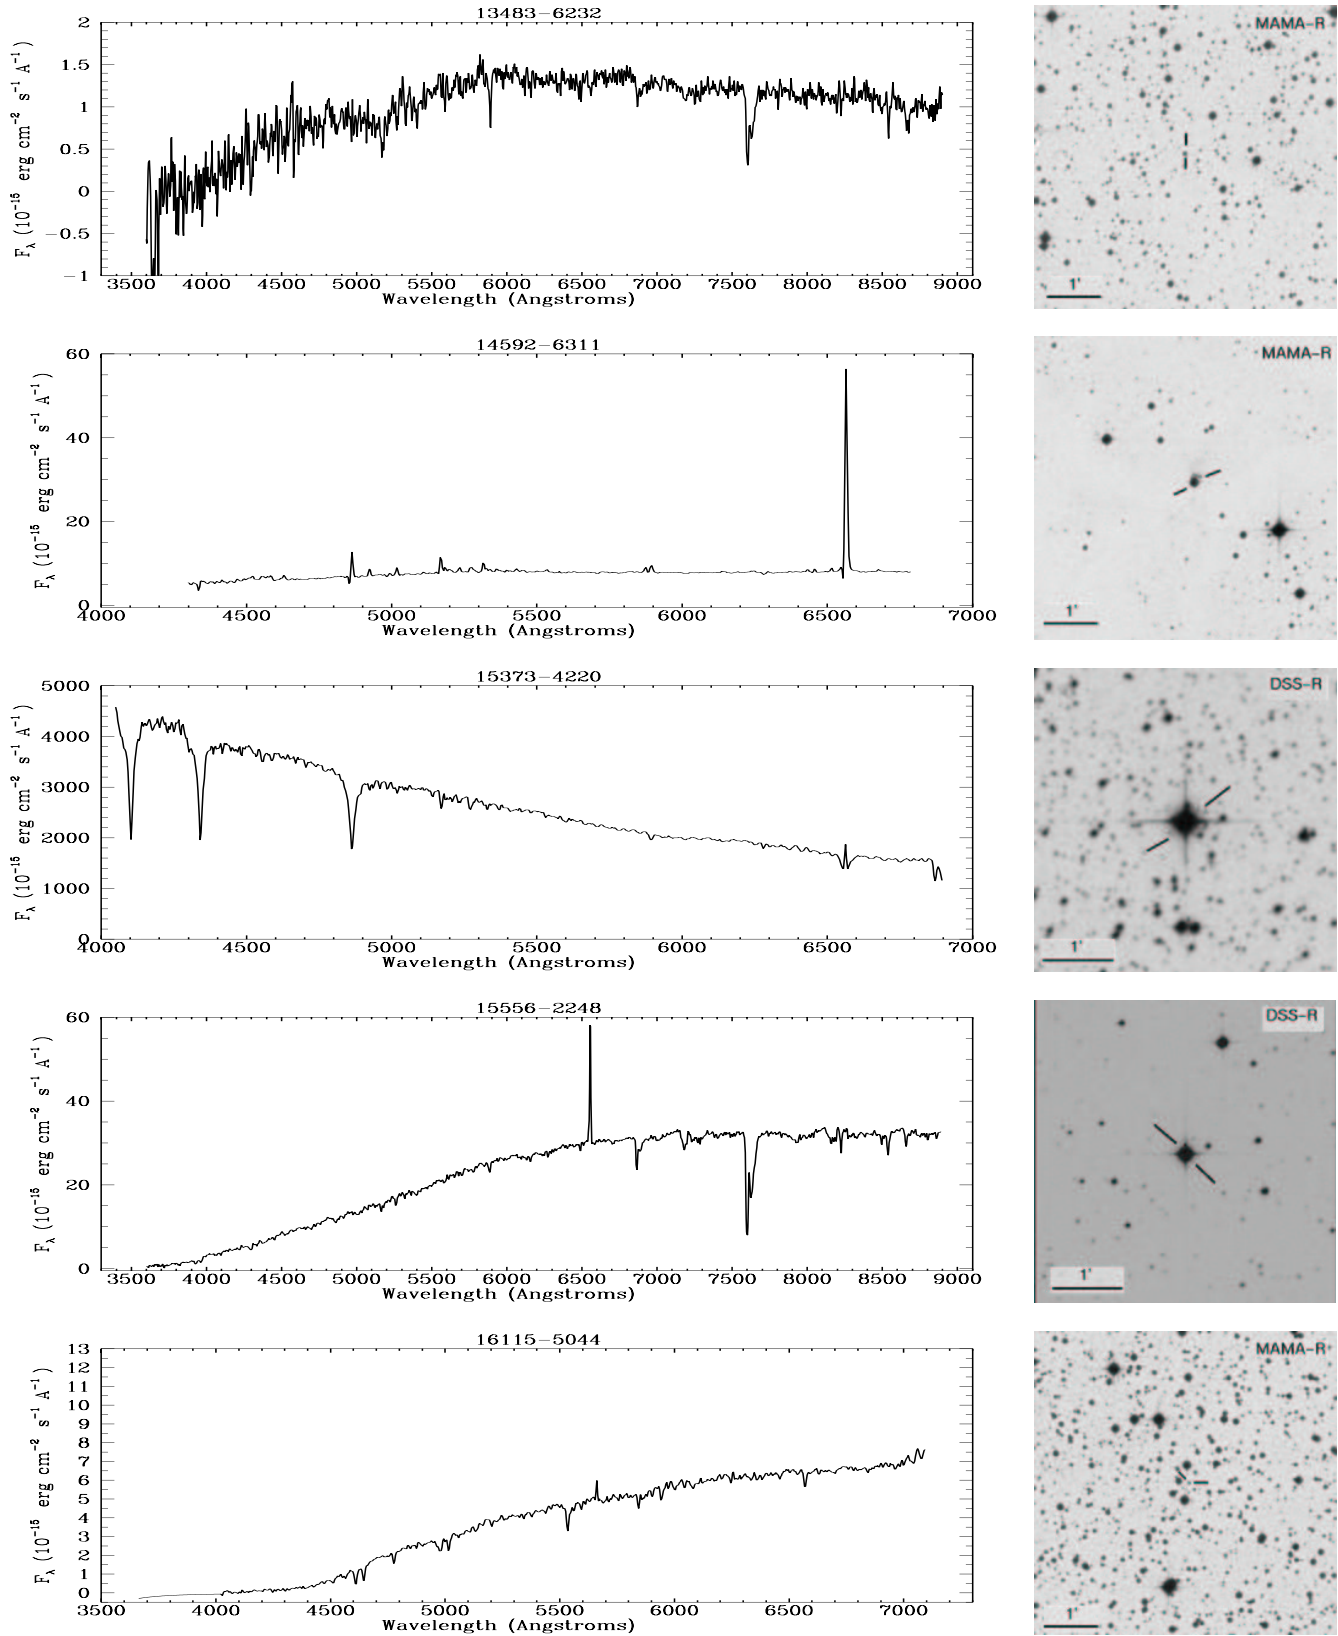 13483−6232
2
1.5
1
0.5
0
−0.5
−1
F_λ (10⁻¹⁵ erg cm⁻² s⁻¹ A⁻¹)
3500 4000 4500 5000 5500 6000 6500 7000 7500 8000 8500 9000
Wavelength (Angstroms)
MAMA−R
1'
14592−6311
60
40
20
0
F_λ (10⁻¹⁵ erg cm⁻² s⁻¹ A⁻¹)
4000 4500 5000 5500 6000 6500 7000
Wavelength (Angstroms)
MAMA−R
1'
15373−4220
5000
4000
3000
2000
1000
0
F_λ (10⁻¹⁵ erg cm⁻² s⁻¹ A⁻¹)
4000 5000 6000 7000
Wavelength (Angstroms)
DSS−R
1'
15556−2248
60
40
20
0
F_λ (10⁻¹⁵ erg cm⁻² s⁻¹ A⁻¹)
3500 4000 4500 5000 5500 6000 6500 7000 7500 8000 8500 9000
Wavelength (Angstroms)
DSS−R
1'
16115−5044
13
12
11
10
9
8
7
6
5
4
3
2
1
0
F_λ (10⁻¹⁵ erg cm⁻² s⁻¹ A⁻¹)
3500 4000 4500 5000 5500 6000 6500 7000
Wavelength (Angstroms)
MAMA−R
1'